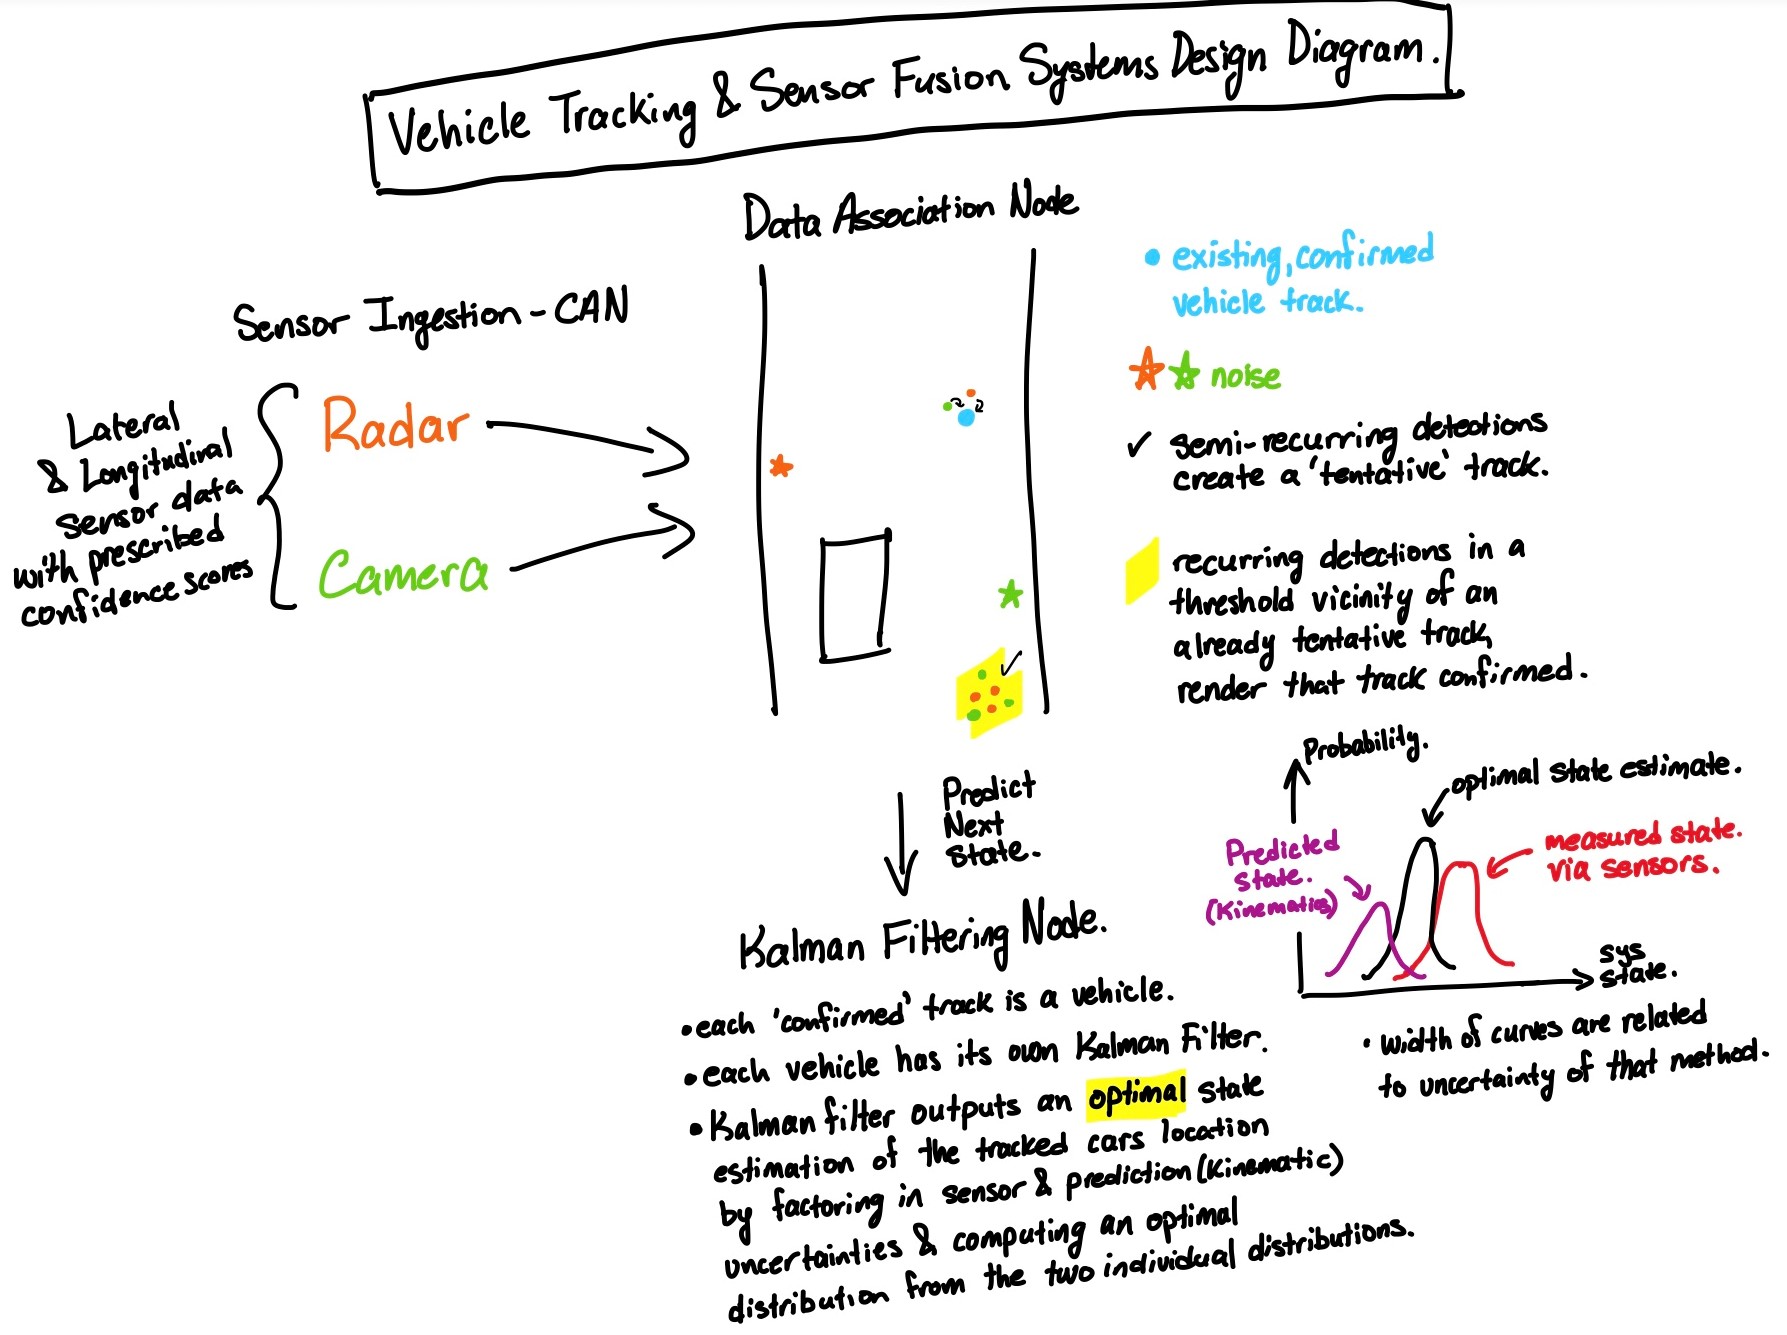 Vehicle Tracking & Sensor Fusion Systems Design Diagram.
Data Association Node
Sensor Ingestion - CAN
Lateral
& Longitudinal
sensor data
with prescribed
confidence scores
Radar
Camera
• existing, confirmed
vehicle track.
noise
✓ semi-recurring detections
create a 'tentative' track.
recurring detections in a
threshold vicinity of an
already tentative track,
render that track confirmed.
Predict
Next
State.
Kalman Filtering Node.
• each 'confirmed' track is a vehicle.
• each vehicle has its own Kalman Filter.
• Kalman filter outputs an optimal state
estimation of the tracked cars location
by factoring in sensor & prediction (Kinematic)
uncertainties & computing an optimal
distribution from the two individual distributions.
Probability.
optimal state estimate.
Predicted
state.
(Kinematics)
measured state.
via sensors.
sys
state.
• width of curves are related
to uncertainty of that method.